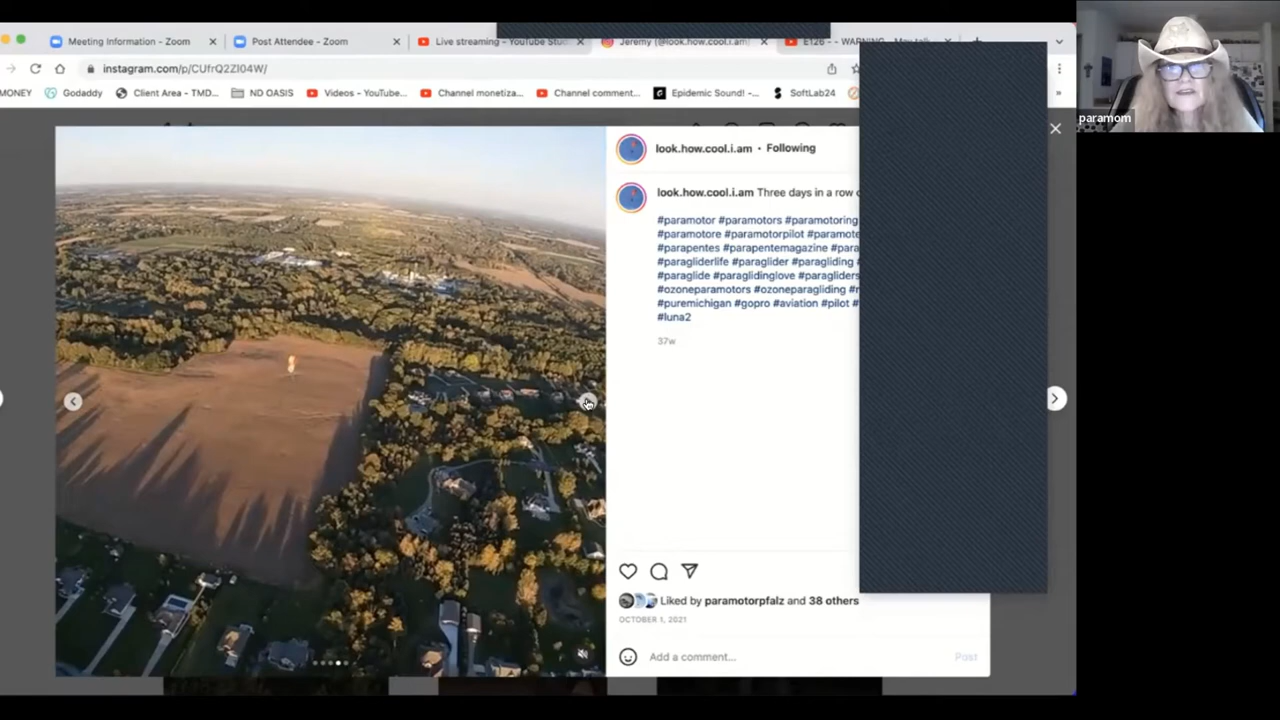 Meeting Information - Zoom
Post Attendee - Zoom
Live streaming - YouTube Stud
Jeremy (@look.how.cool.i.am)
E126 - - WARNING
instagram.com/p/CUfrQ2ZI04W/
MONEY
Godaddy
Client Area - TMD...
ND OASIS
Videos - YouTube...
Channel monetiza...
Channel comment...
Epidemic Sound! -...
SoftLab24
»
paramom
look.how.cool.i.am • Following
look.how.cool.i.am Three days in a row
#paramotor #paramotors #paramotoring
#paramotore #paramotorpilot #paramote
#parapentes #parapentemagazine #para
#paragliderlife #paraglider #paragliding #
#paraglide #paraglidinglove #paragliders
#ozoneparamotors #ozoneparagliding #
#puremichigan #gopro #aviation #pilot #
#luna2
37w
Liked by paramotorpfalz and 38 others
OCTOBER 1, 2021
Add a comment...
Post